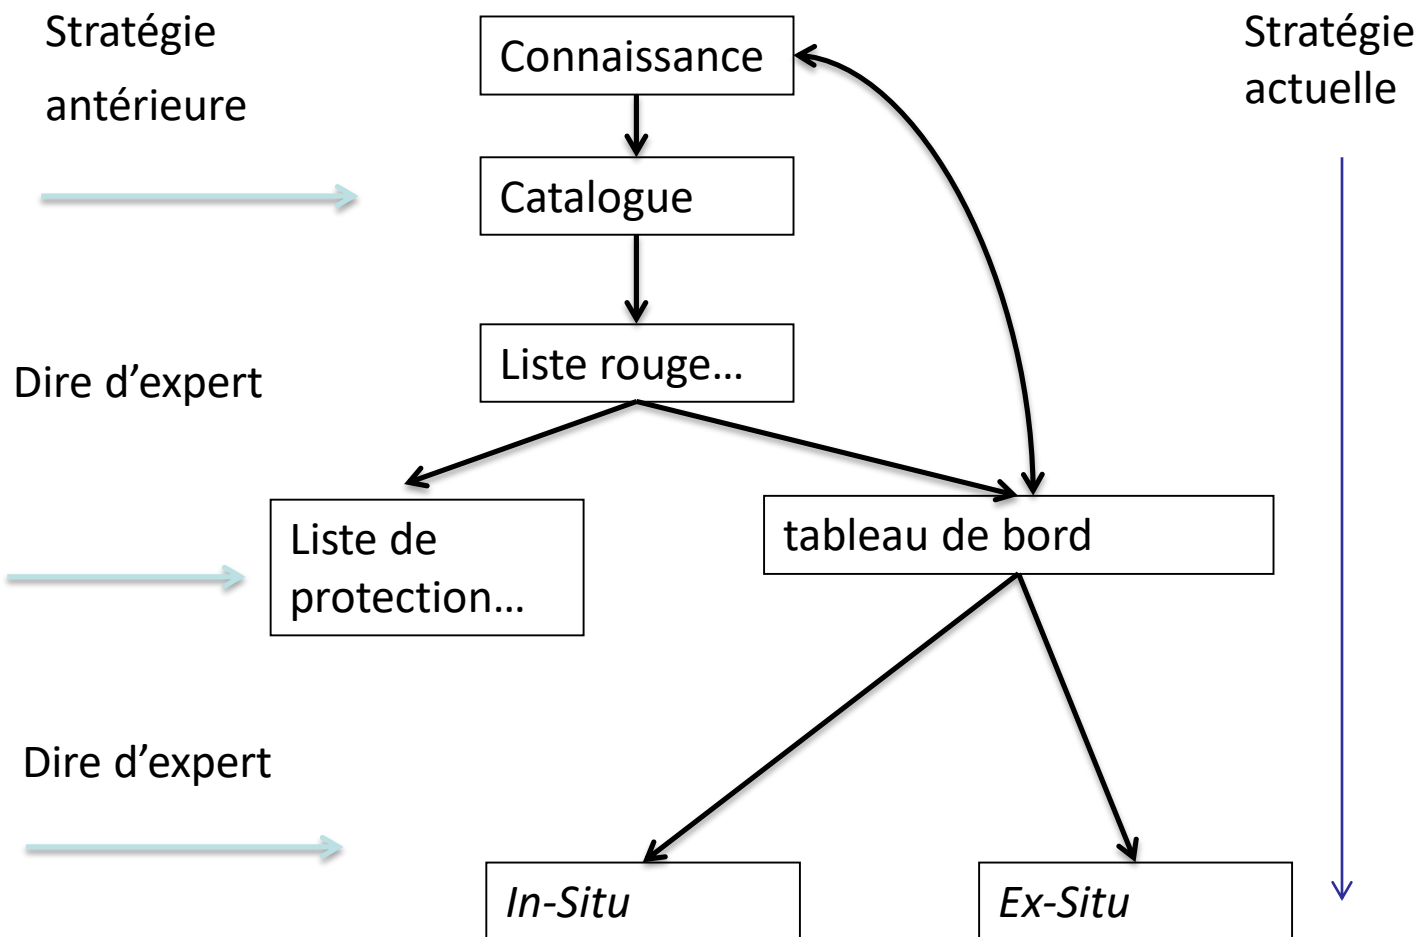 Stratégie
antérieure
Connaissance
Stratégie
actuelle
Catalogue
Liste rouge…
Dire d’expert
Liste de
protection…
tableau de bord
Dire d’expert
In-Situ
Ex-Situ